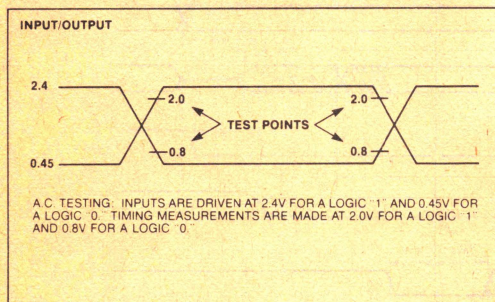 INPUT/OUTPUT
2.4
2.0
2.0
TEST POINTS
0.8
0.8
0.45
A.C. TESTING: INPUTS ARE DRIVEN AT 2.4V FOR A LOGIC "1" AND 0.45V FOR
A LOGIC "0." TIMING MEASUREMENTS ARE MADE AT 2.0V FOR A LOGIC "1"
AND 0.8V FOR A LOGIC "0."